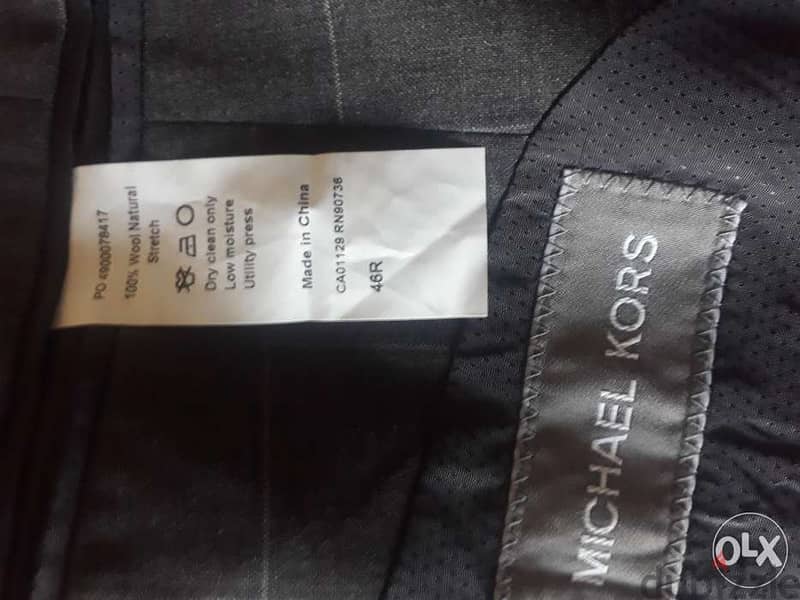 PO 4900078417
100% Wool Natural
Stretch
Dry clean only
Low moisture
Utility press
Made in China
CA01129 RN90736
46R
MICHAEL KORS
OLX
dubizzle